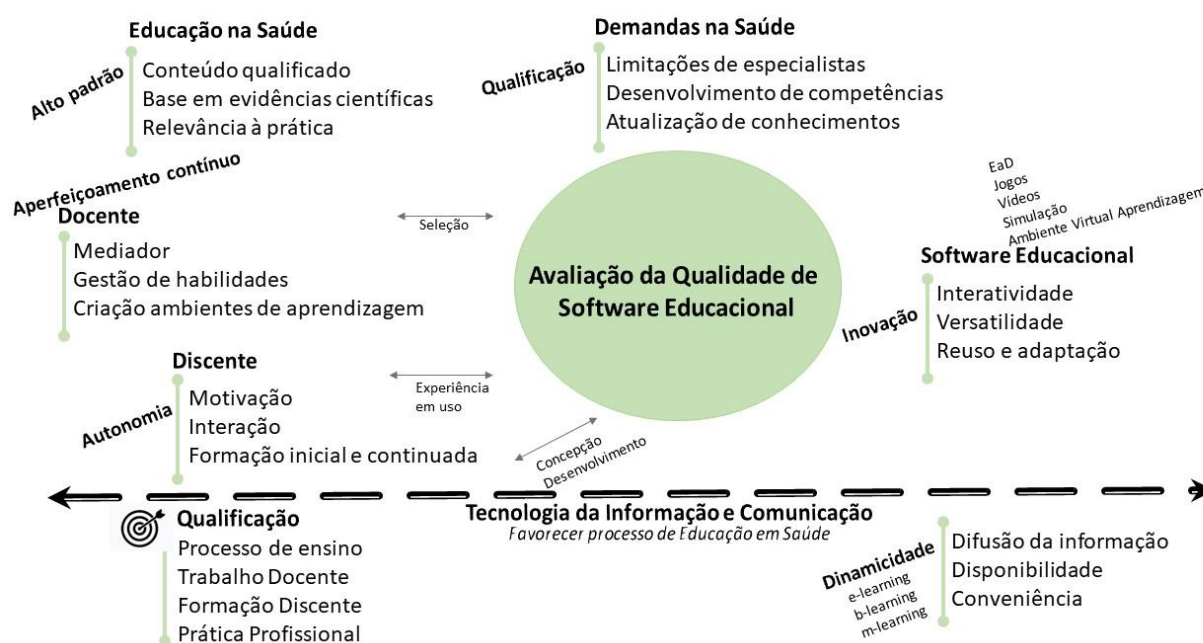 Educação na Saúde
Alto padrão
Conteúdo qualificado
Base em evidências científicas
Relevância à prática
Demandas na Saúde
Qualificação
Limitações de especialistas
Desenvolvimento de competências
Atualização de conhecimentos
Aperfeiçoamento contínuo
Docente
Mediador
Gestão de habilidades
Criação ambientes de aprendizagem
Seleção
Avaliação da Qualidade de
Software Educacional
EaD
Jogos
Vídeos
Simulação
Ambiente Virtual Aprendizagem
Software Educacional
Inovação
Interatividade
Versatilidade
Reuso e adaptação
Discente
Autonomia
Motivação
Interação
Formação inicial e continuada
Experiência
em uso
Concepção
Desenvolvimento
Tecnologia da Informação e Comunicação
Favorecer processo de Educação em Saúde
Qualificação
Processo de ensino
Trabalho Docente
Formação Discente
Prática Profissional
Dinamicidade
e-learning
b-learning
m-learning
Difusão da informação
Disponibilidade
Conveniência